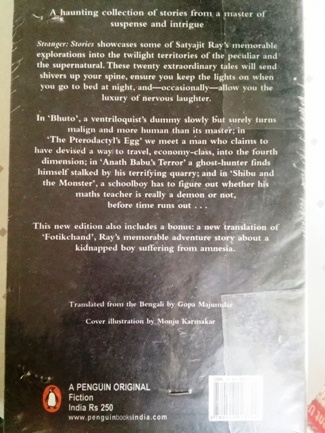 A haunting collection of stories from a master of
suspense and intrigue
Stranger: Stories showcases some of Satyajit Ray's memorable
explorations into the twilight territories of the peculiar and
the supernatural. These twenty extraordinary tales will send
shivers up your spine, ensure you keep the lights on when
you go to bed at night, and—occasionally—allow you the
luxury of nervous laughter.
In 'Bhuto', a ventriloquist's dummy slowly but surely turns
malign and more human than its master; in
'The Pterodactyl's Egg' we meet a man who claims to
have devised a way to travel, economy-class, into the fourth
dimension; in 'Anath Babu's Terror' a ghost-hunter finds
himself stalked by his terrifying quarry; and in 'Shibu and
the Monster', a schoolboy has to figure out whether his
maths teacher is really a demon or not,
before time runs out . . .
This new edition also includes a bonus: a new translation of
'Fotikchand', Ray's memorable adventure story about a
kidnapped boy suffering from amnesia.
Translated from the Bengali by Gopa Majumdar
Cover illustration by Monju Karmakar
A PENGUIN ORIGINAL
Fiction
India Rs 250
www.penguinbooksindia.com